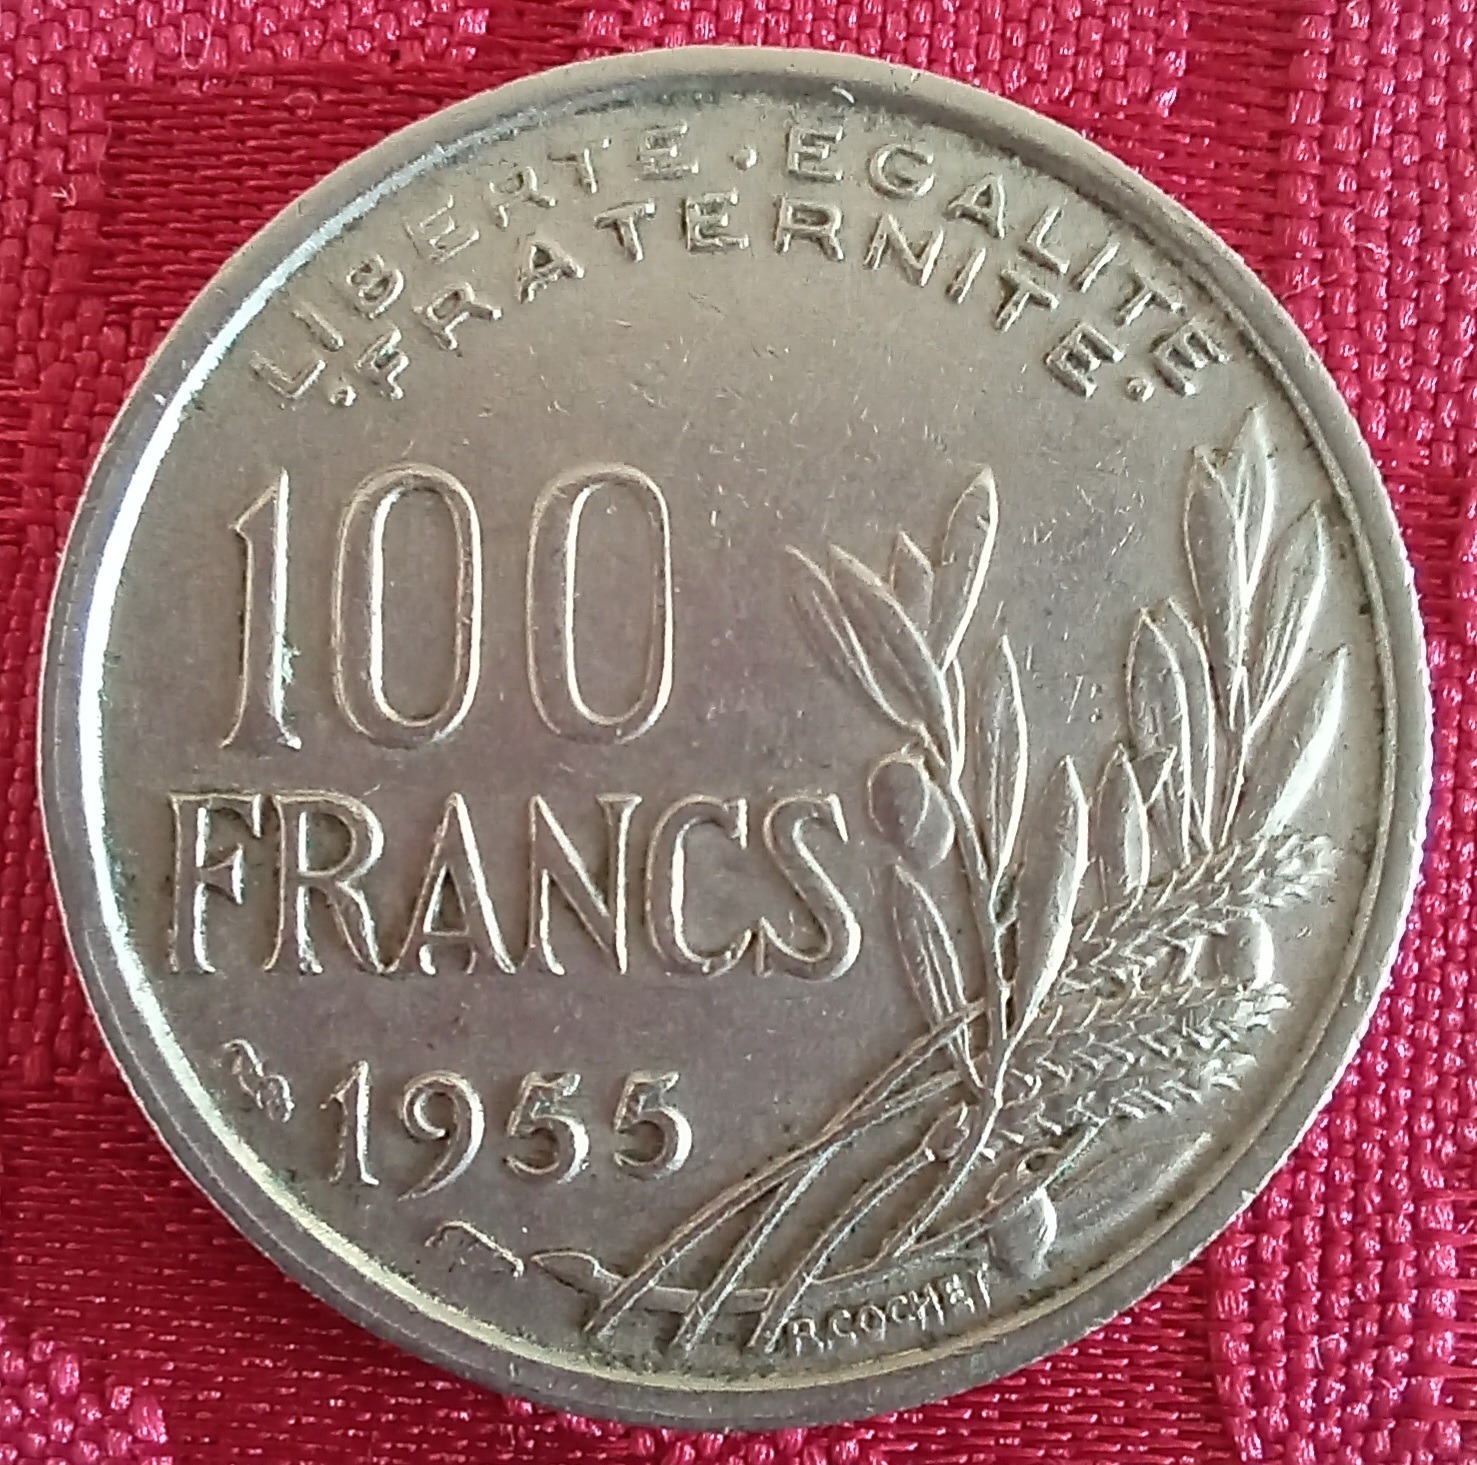 LIBERTE . EGALITE
. FRATERNITE .
100
FRANCS
1955
R.COCHET